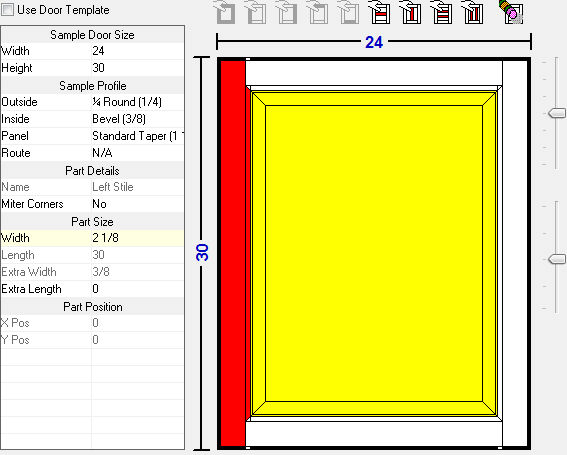 Use Door Template
Sample Door Size
Width 24
Height 30
Sample Profile
Outside ¼ Round (1/4)
Inside Bevel (3/8)
Panel Standard Taper (1 1
Route N/A
Part Details
Name Left Stile
Miter Corners No
Part Size
Width 2 1/8
Length 30
Extra Width 3/8
Extra Length 0
Part Position
X Pos 0
Y Pos 0
24
30